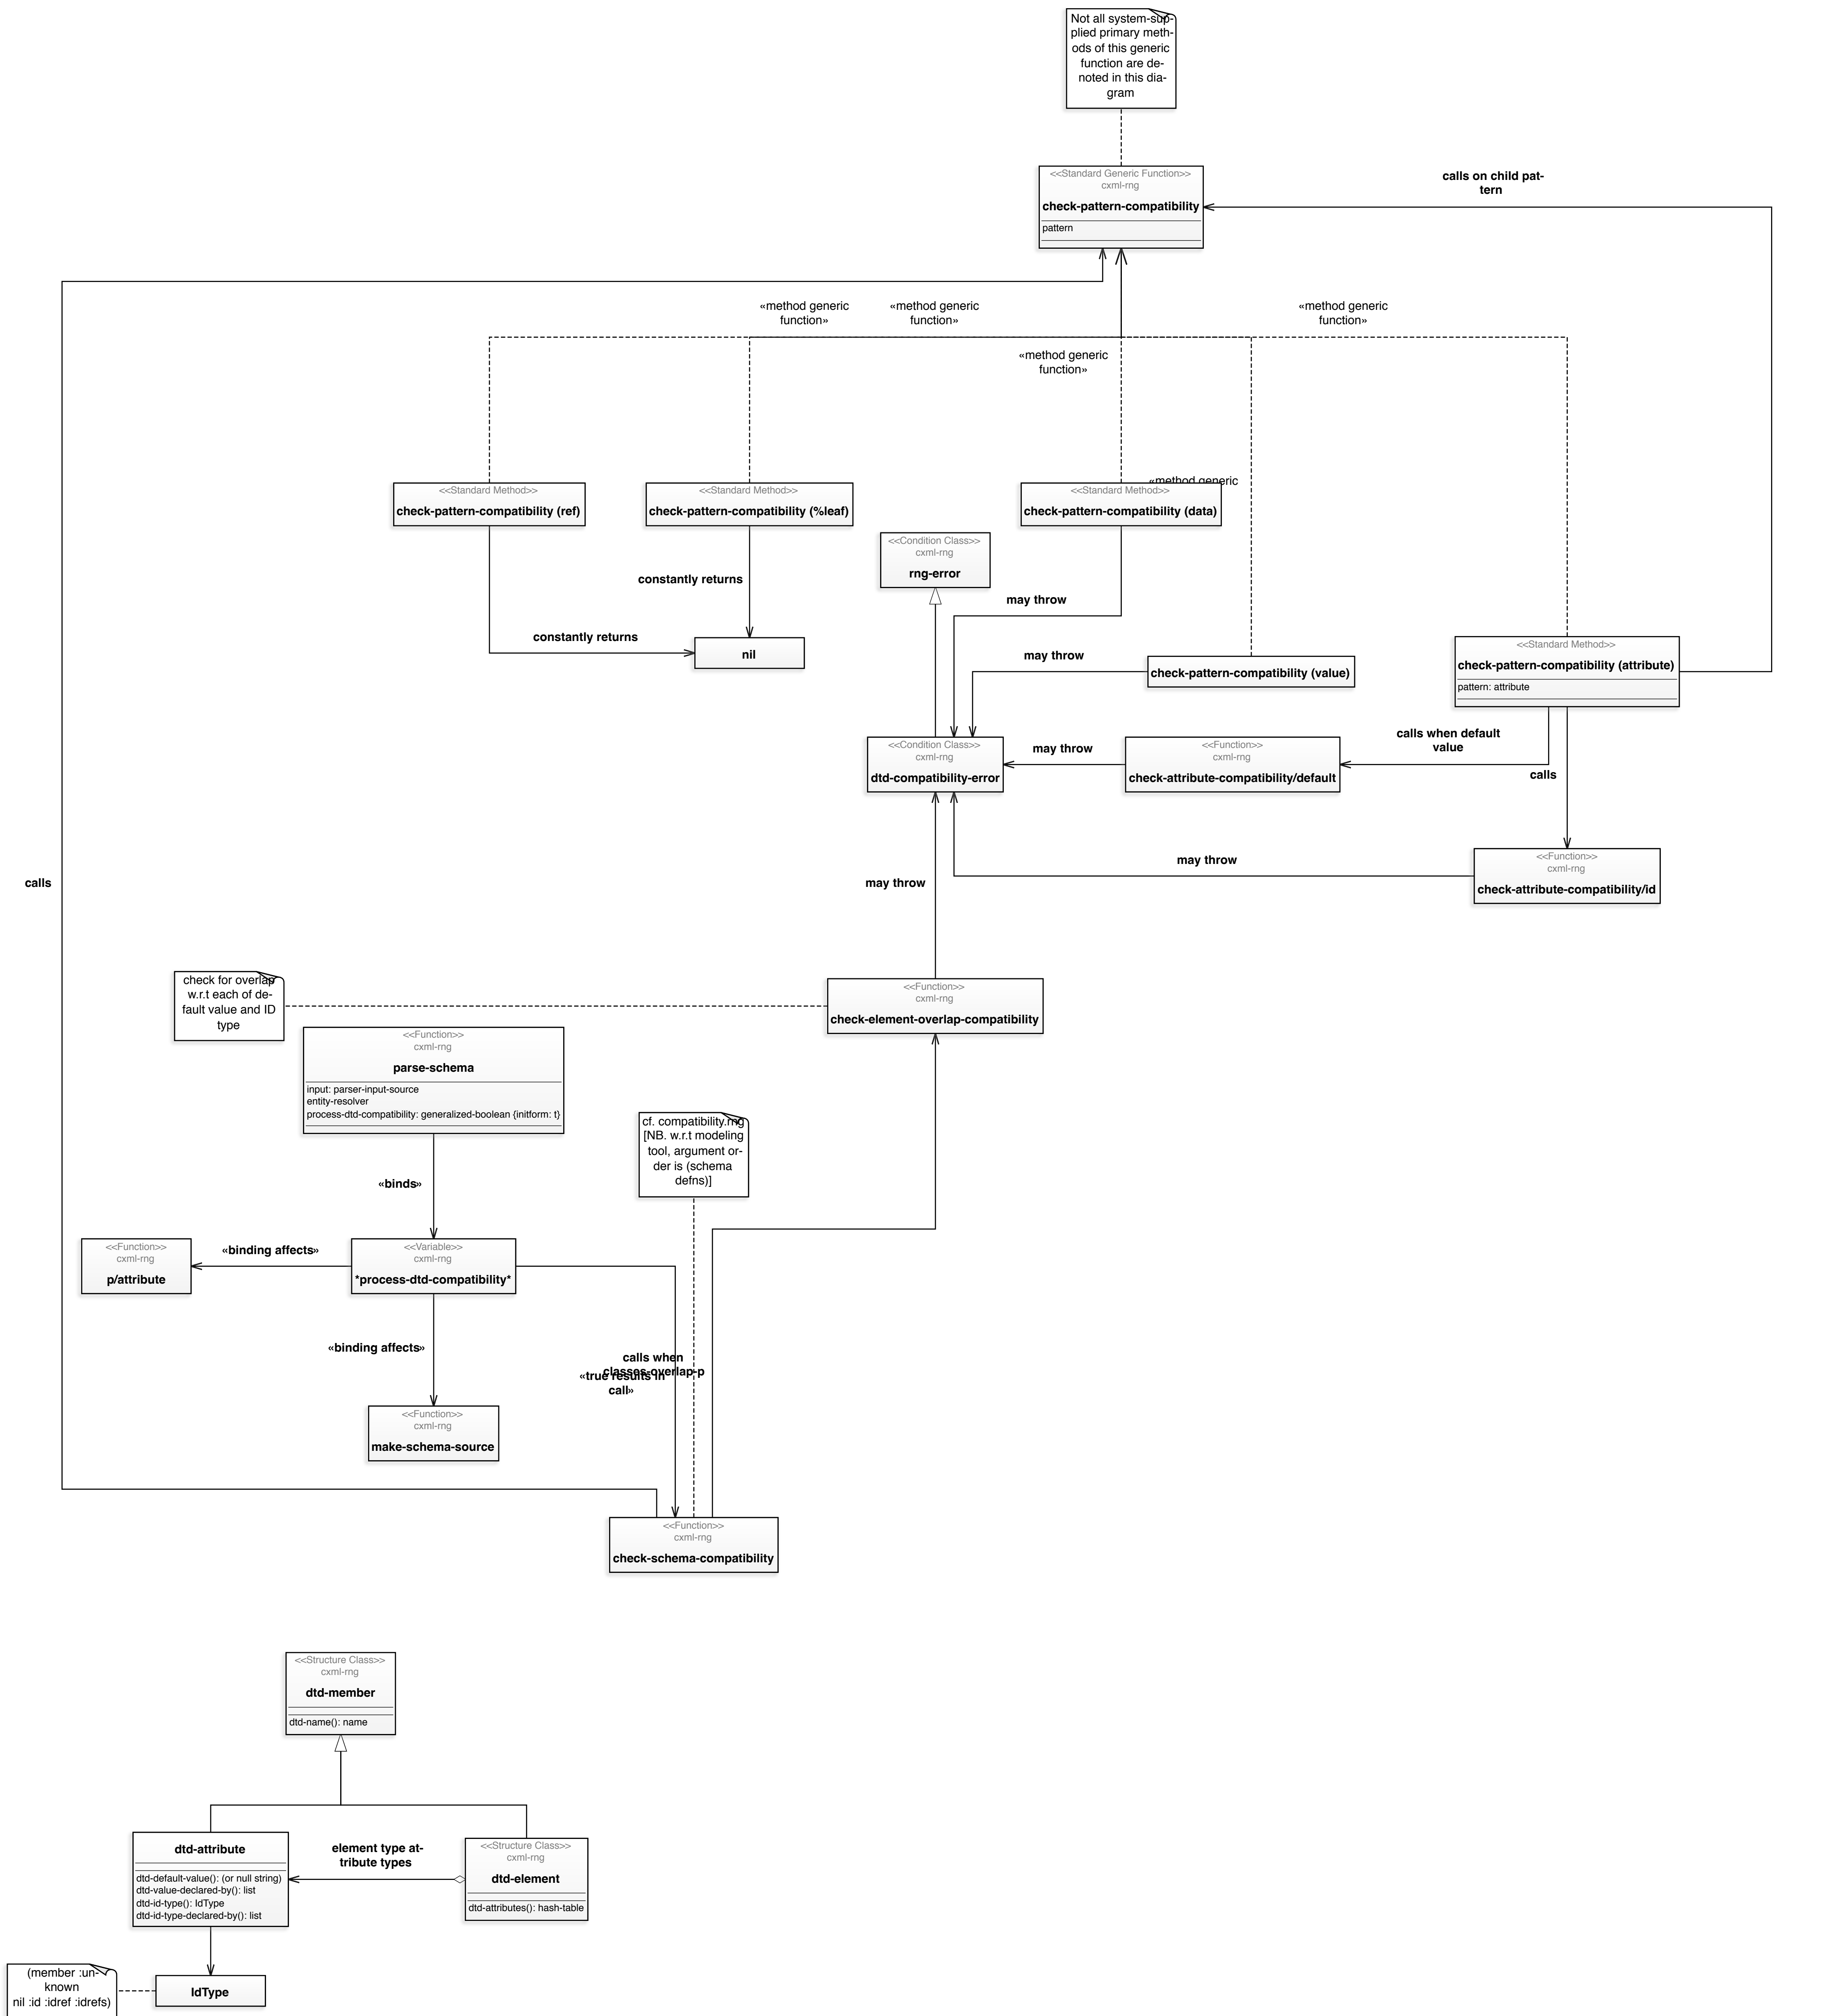 Not all system-sup-
plied primary meth-
ods of this generic
function are de-
noted in this dia-
gram
<<Standard Generic Function>>
cxml-rng
check-pattern-compatibility
pattern
calls on child pat-
tern
«method generic
function»
«method generic
function»
«method generic
function»
«method generic
function»
<<Standard Method>>
check-pattern-compatibility (ref)
<<Standard Method>>
check-pattern-compatibility (%leaf)
<<Standard Method>>
check-pattern-compatibility (data)
«method generic
<<Condition Class>>
cxml-rng
rng-error
constantly returns
may throw
constantly returns
nil
may throw
check-pattern-compatibility (value)
<<Standard Method>>
check-pattern-compatibility (attribute)
pattern: attribute
<<Condition Class>>
cxml-rng
dtd-compatibility-error
may throw
<<Function>>
cxml-rng
check-attribute-compatibility/default
calls when default
value
calls
may throw
<<Function>>
cxml-rng
check-attribute-compatibility/id
calls
may throw
check for overlap
w.r.t each of de-
fault value and ID
type
<<Function>>
cxml-rng
check-element-overlap-compatibility
<<Function>>
cxml-rng
parse-schema
input: parser-input-source
entity-resolver
process-dtd-compatibility: generalized-boolean {initform: t}
cf. compatibility.rng
[NB. w.r.t modeling
tool, argument or-
der is (schema
defns)]
«binds»
<<Function>>
cxml-rng
p/attribute
«binding affects»
<<Variable>>
cxml-rng
*process-dtd-compatibility*
«binding affects»
calls when
classes-overlap-p
«true results in
call»
<<Function>>
cxml-rng
make-schema-source
<<Function>>
cxml-rng
check-schema-compatibility
<<Structure Class>>
cxml-rng
dtd-member
dtd-name(): name
dtd-attribute
dtd-default-value(): (or null string)
dtd-value-declared-by(): list
dtd-id-type(): IdType
dtd-id-type-declared-by(): list
element type at-
tribute types
<<Structure Class>>
cxml-rng
dtd-element
dtd-attributes(): hash-table
(member :un-
known
nil :id :idref :idrefs)
IdType